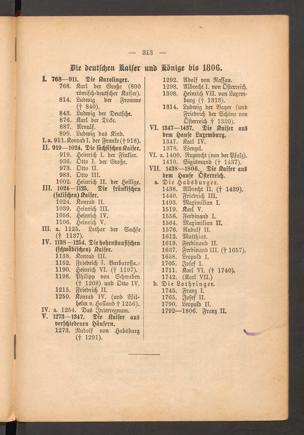 — 313 —
Die deutschen Kaiser und Könige bis 1806.
I. 768—911. Die Karolinger.
768. Karl der Große (800
römisch-deutscher Kaiser).
814. Ludwig der Fromme
(† 840).
843. Ludwig der Deutsche.
876. Karl der Dicke.
887. Arnulf.
899. Ludwig das Kind.
I. a. 911. Konrad I. der Franke († 918).
II. 919—1024. Die sächsischen Kaiser.
919. Heinrich I. der Finkler.
936. Otto I. der Große.
973. Otto II.
983. Otto III.
1002. Heinrich II.
III. 1024—1125. Die fränkischen
(salischen) Kaiser.
1024. Konrad II.
1039. Heinrich III.
1056. Heinrich IV.
1106. Heinrich V.
III. a. 1125. Lothar der Sachse
(† 1137).
IV. 1138—1254. Die hohenstaufischen
(schwäbischen) Kaiser.
1138. Konrad III.
1152. Friedrich I. Barbarossa.
1190. Heinrich VI. († 1197).
1198. Philipp von Schwaben
(† 1208) und Otto IV.
1215. Friedrich II.
1250. Konrad IV. (und Wil-
helm v. Holland † 1256).
IV. a. 1254. Das Interregnum.
V. 1273—1347. Die Kaiser aus
verschiedenen Häusern.
1273. Rudolf von Habsburg
(† 1291).
1292. Adolf von Nassau.
1298. Albrecht I. von Österreich.
1308. Heinrich VII. von Luxem-
burg († 1313).
1314. Ludwig der Bayer (und
Friedrich der Schöne von
Österreich † 1330).
VI. 1347—1437. Die Kaiser aus
dem Hause Luxemburg.
1347. Karl IV.
1378. Wenzel.
VI. a. 1400. Ruprecht (von der Pfalz).
1410. Sigismund († 1437).
VII. 1438—1806. Die Kaiser aus
dem Hause Österreich.
a. Die Habsburger.
1438. Albrecht II. († 1439).
1440. Friedrich III.
1493. Maximilian I.
1519. Karl V.
1556. Ferdinand I.
1564. Maximilian II.
1576. Rudolf II.
1612. Matthias.
1619. Ferdinand II.
1637. Ferdinand III. († 1657).
1658. Leopold I.
1705. Josef I.
1711. Karl VI. († 1740).
1742. (Karl VII.)
b. Die Lothringer.
1745. Franz I.
1765. Josef II.
1790. Leopold II.
1792—1806. Franz II.